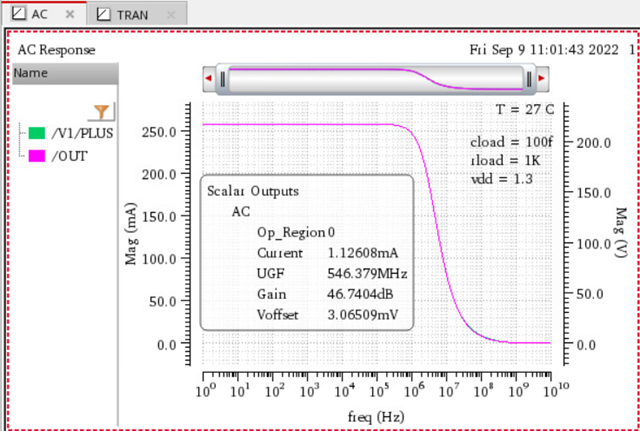 AC TRAN
AC Response Fri Sep 9 11:01:43 2022 1
Name
T = 27 C
/V1/PLUS
/OUT
cload = 100f
rload = 1K
vdd = 1.3
250.0
200.0
150.0
100.0
50.0
0.0
Mag (mA)
200.0
150.0
100.0
50.0
0.0
Mag (V)
Scalar Outputs
AC
Op_Region 0
Current 1.12608mA
UGF 546.379MHz
Gain 46.7404dB
Voffset 3.06509mV
10^0 10^1 10^2 10^3 10^4 10^5 10^6 10^7 10^8 10^9 10^10
freq (Hz)